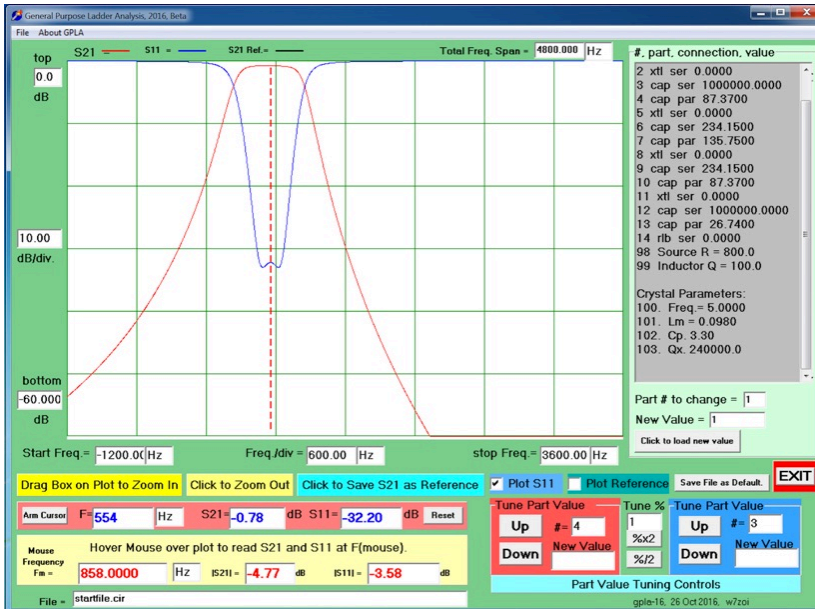 General Purpose Ladder Analysis, 2016, Beta
File About GPLA
top
0.0
dB
S21 =
S11 =
S21 Rel.=
Total Freq. Span = 4800.000 Hz
10.00
dB/div.
bottom
-60.000
dB
Start Freq.= -1200.0( Hz
Freq./div = 600.00 Hz
stop Freq.= 3600.00 Hz
#, part, connection, value
2 xtl ser 0.0000
3 cap ser 1000000.0000
4 cap par 87.3700
5 xtl ser 0.0000
6 cap ser 234.1500
7 cap par 135.7500
8 xtl ser 0.0000
9 cap ser 234.1500
10 cap par 87.3700
11 xtl ser 0.0000
12 cap ser 1000000.0000
13 cap par 26.7400
14 rlb ser 0.0000
98 Source R = 800.0
99 Inductor Q = 100.0
Crystal Parameters:
100. Freq.= 5.0000
101. Lm = 0.0980
102. Cp. 3.30
103. Qx. 240000.0
Part # to change = 1
New Value = 1
Click to load new value
Drag Box on Plot to Zoom In
Click to Zoom Out
Click to Save S21 as Reference
Plot S11
Plot Reference
Save File as Default.
EXIT
Arm Cursor
F= 554 Hz
S21= -0.78 dB
S11= -32.20 dB
Reset
Mouse
Frequency
Fm =
Hover Mouse over plot to read S21 and S11 at F(mouse).
858.0000 Hz
|S21| = -4.77 dB
|S11| = -3.58 dB
File = startfile.cir
Tune Part Value
Up
#= 4
Down
New Value
Tune %
1
%x2
%/2
Tune Part Value
Up
#= 3
Down
New Value
Part Value Tuning Controls
gpla-16, 26 Oct 2016, w7zoi